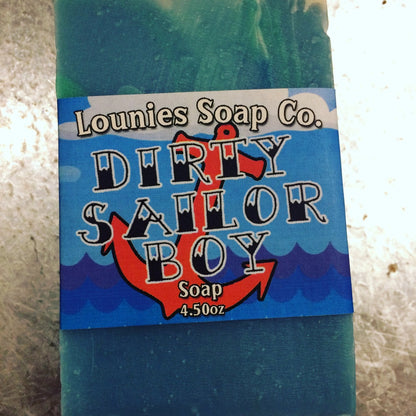 Lounies Soap Co.
DIRTY
SAILOR
BOY
Soap
4.50oz